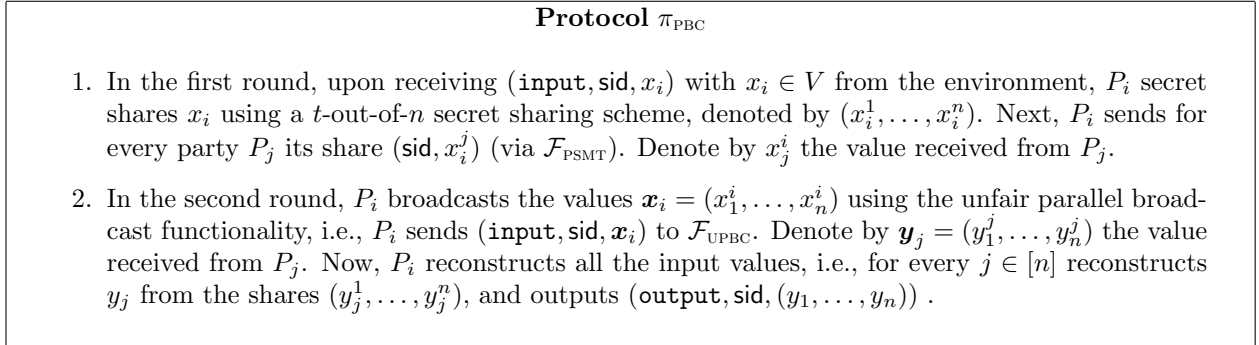 Protocol π_PBC
1. In the first round, upon receiving (input, sid, x_i) with x_i ∈ V from the environment, P_i secret
shares x_i using a t-out-of-n secret sharing scheme, denoted by (x_i^1, . . . , x_i^n). Next, P_i sends for
every party P_j its share (sid, x_i^j) (via F_PSMT). Denote by x_j^i the value received from P_j.
2. In the second round, P_i broadcasts the values x_i = (x_1^i, . . . , x_n^i) using the unfair parallel broad-
cast functionality, i.e., P_i sends (input, sid, x_i) to F_UPBC. Denote by y_j = (y_1^j, . . . , y_n^j) the value
received from P_j. Now, P_i reconstructs all the input values, i.e., for every j ∈ [n] reconstructs
y_j from the shares (y_j^1, . . . , y_j^n), and outputs (output, sid, (y_1, . . . , y_n)) .